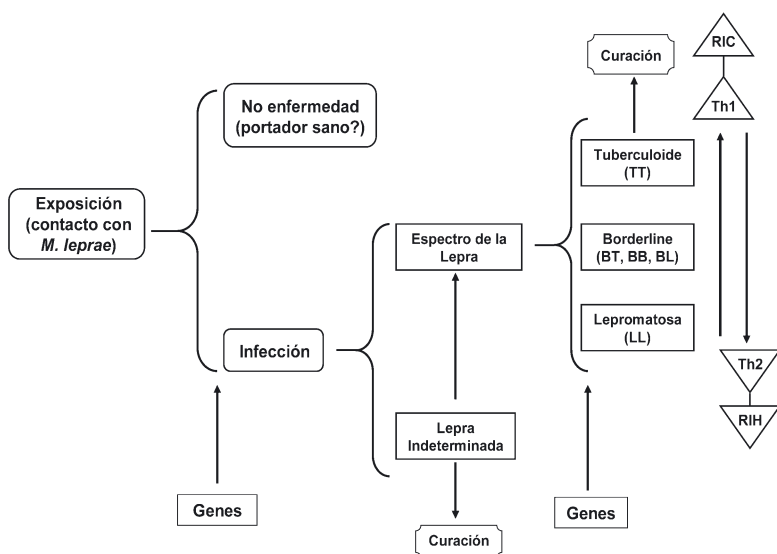 Exposición
(contacto con
M. leprae)
No enfermedad
(portador sano?)
Infección
Genes
Espectro de la
Lepra
Lepra
Indeterminada
Curación
Curación
Tuberculoide
(TT)
Borderline
(BT, BB, BL)
Lepromatosa
(LL)
Genes
RIC
Th1
Th2
RIH